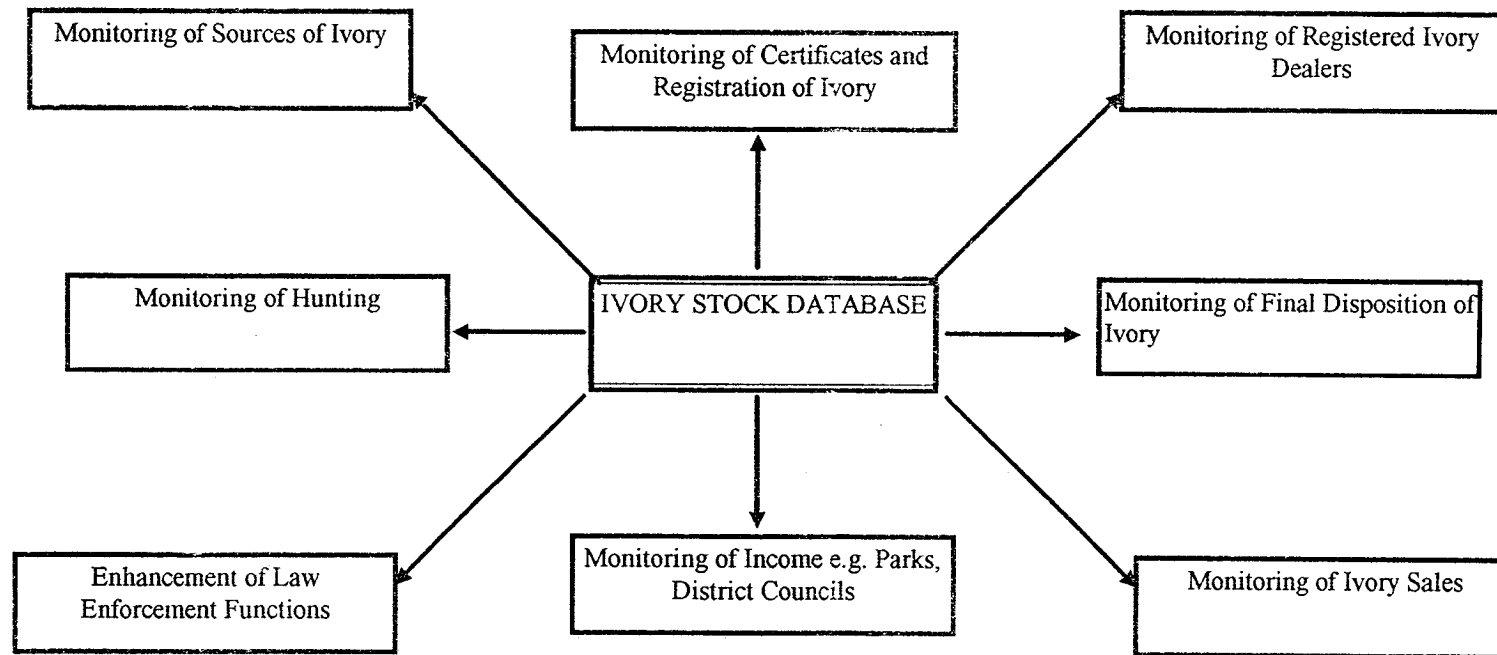 Monitoring of Sources of Ivory
Monitoring of Certificates and
Registration of Ivory
Monitoring of Registered Ivory
Dealers
Monitoring of Hunting
IVORY STOCK DATABASE
Monitoring of Final Disposition of
Ivory
Enhancement of Law
Enforcement Functions
Monitoring of Income e.g. Parks,
District Councils
Monitoring of Ivory Sales